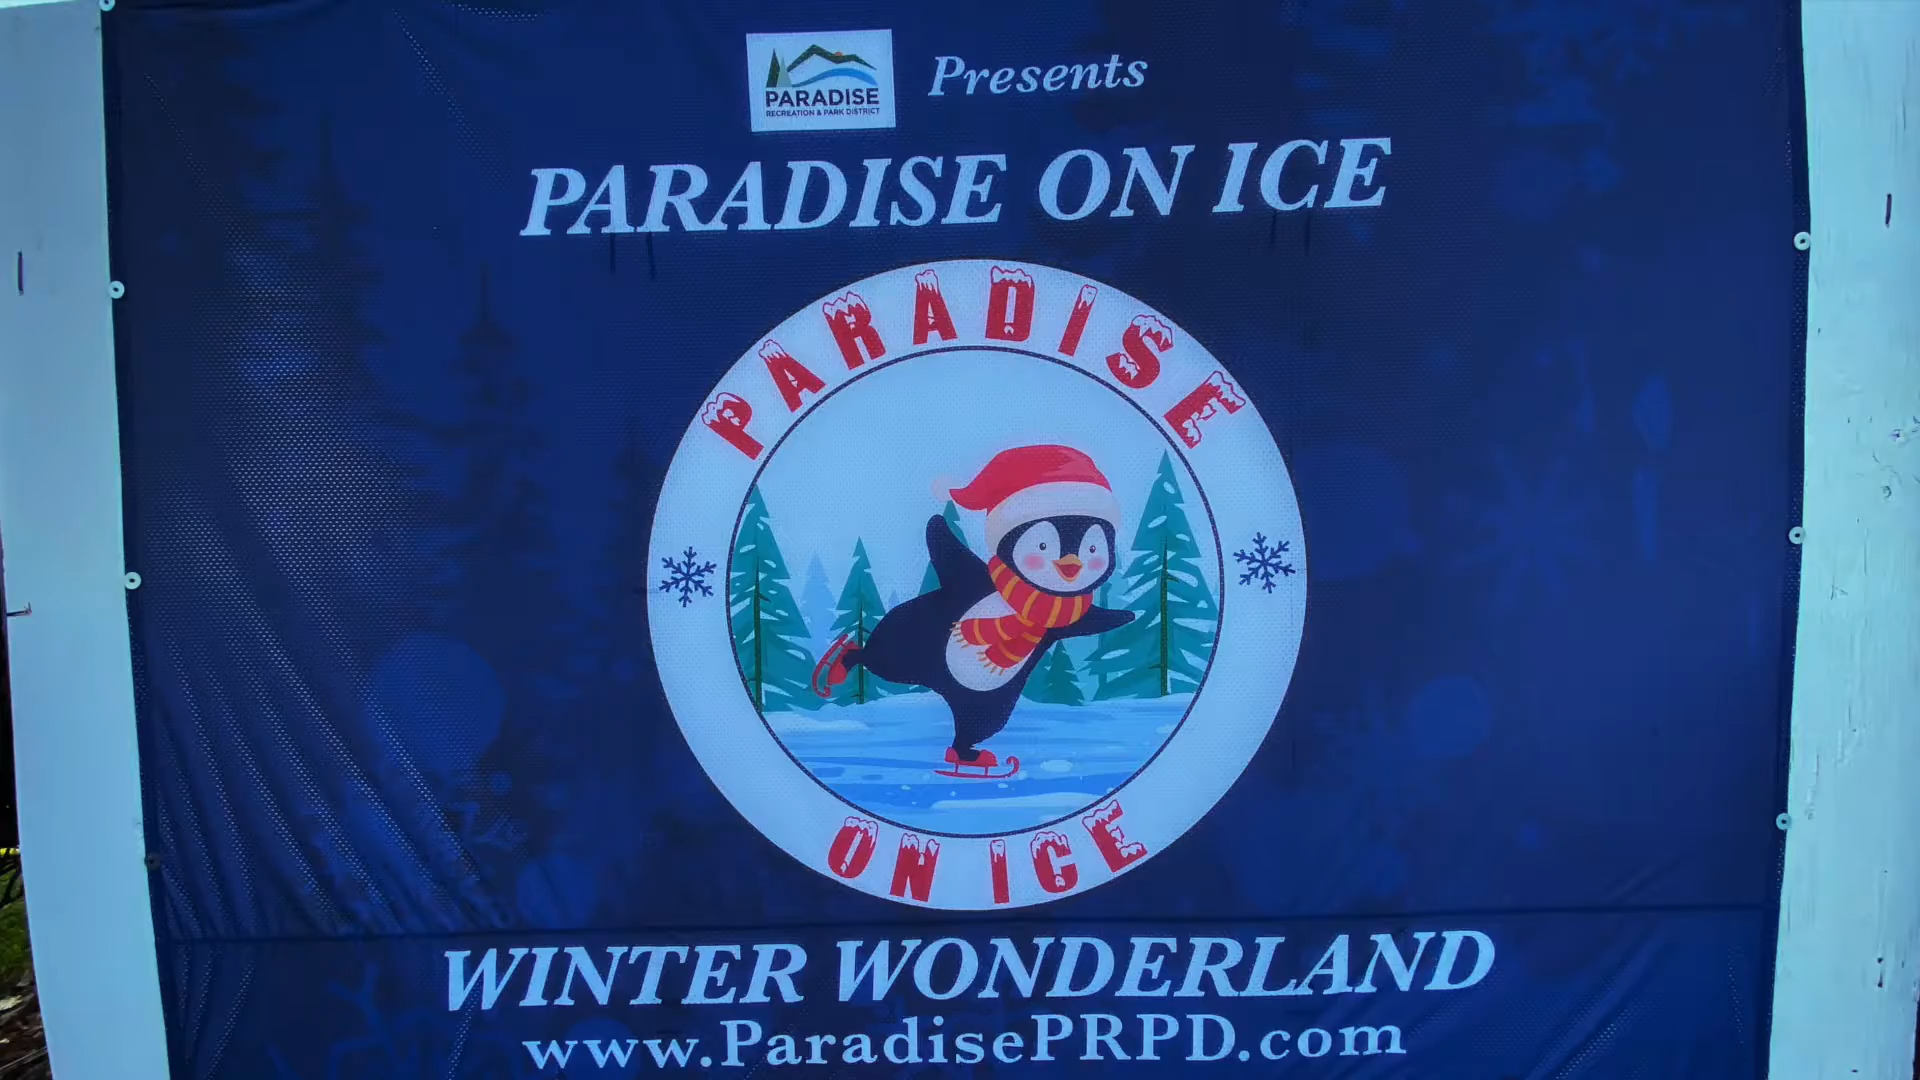 PARADISE
RECREATION & PARK DISTRICT
Presents
PARADISE ON ICE
PARADISE
ON ICE
WINTER WONDERLAND
www.ParadisePRPD.com